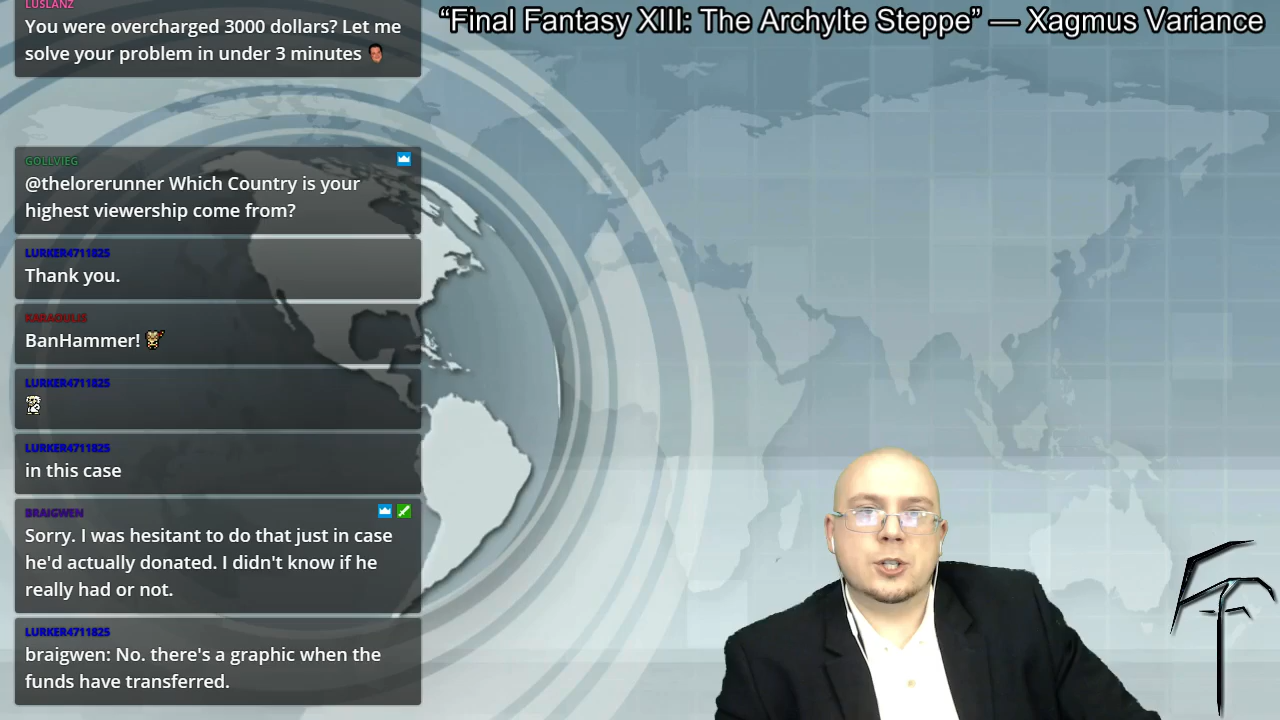 LUSLANZ
You were overcharged 3000 dollars? Let me
solve your problem in under 3 minutes
"Final Fantasy XIII: The Archylte Steppe" — Xagmus Variance
GOLLVIEG
@thelorerunner Which Country is your
highest viewership come from?
LURKER4711825
Thank you.
KARAOULIS
BanHammer!
LURKER4711825
LURKER4711825
in this case
BRAIGWEN
Sorry. I was hesitant to do that just in case
he'd actually donated. I didn't know if he
really had or not.
LURKER4711825
braigwen: No. there's a graphic when the
funds have transferred.